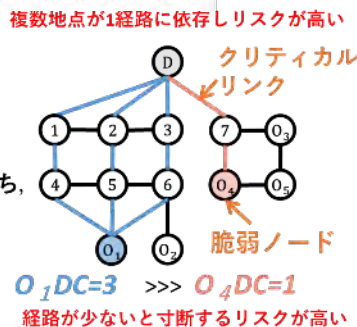 複数地点が1経路に依存しリスクが高い
D
クリティカル
リンク
1 2 3 7 O₃
ち,
4 5 6 O₄ O₅
脆弱ノード
O₁ O₂
O₁DC=3 >>> O₄DC=1
経路が少ないと寸断するリスクが高い